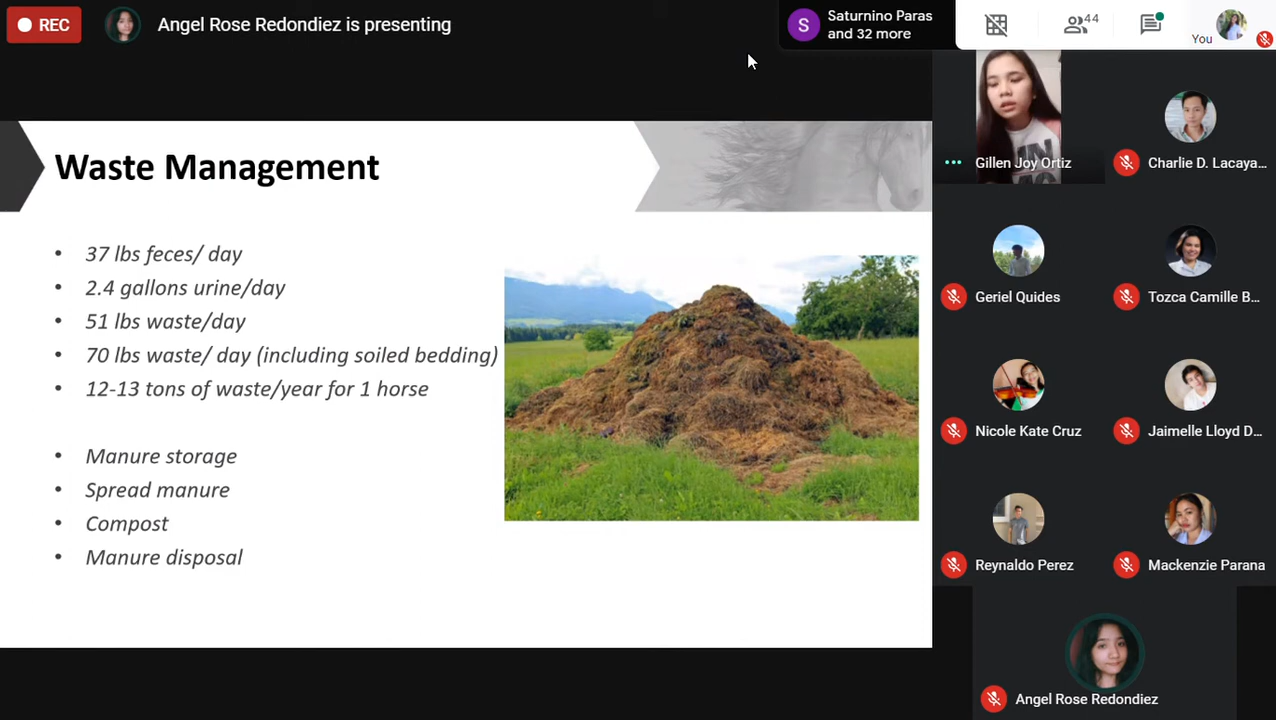 REC
Angel Rose Redondiez is presenting
S
Saturnino Paras
and 32 more
44
You
Waste Management
• 37 lbs feces/ day
• 2.4 gallons urine/day
• 51 lbs waste/day
• 70 lbs waste/ day (including soiled bedding)
• 12-13 tons of waste/year for 1 horse
• Manure storage
• Spread manure
• Compost
• Manure disposal
Gillen Joy Ortiz
Charlie D. Lacaya...
Geriel Quides
Tozca Camille B...
Nicole Kate Cruz
Jaimelle Lloyd D...
Reynaldo Perez
Mackenzie Parana
Angel Rose Redondiez